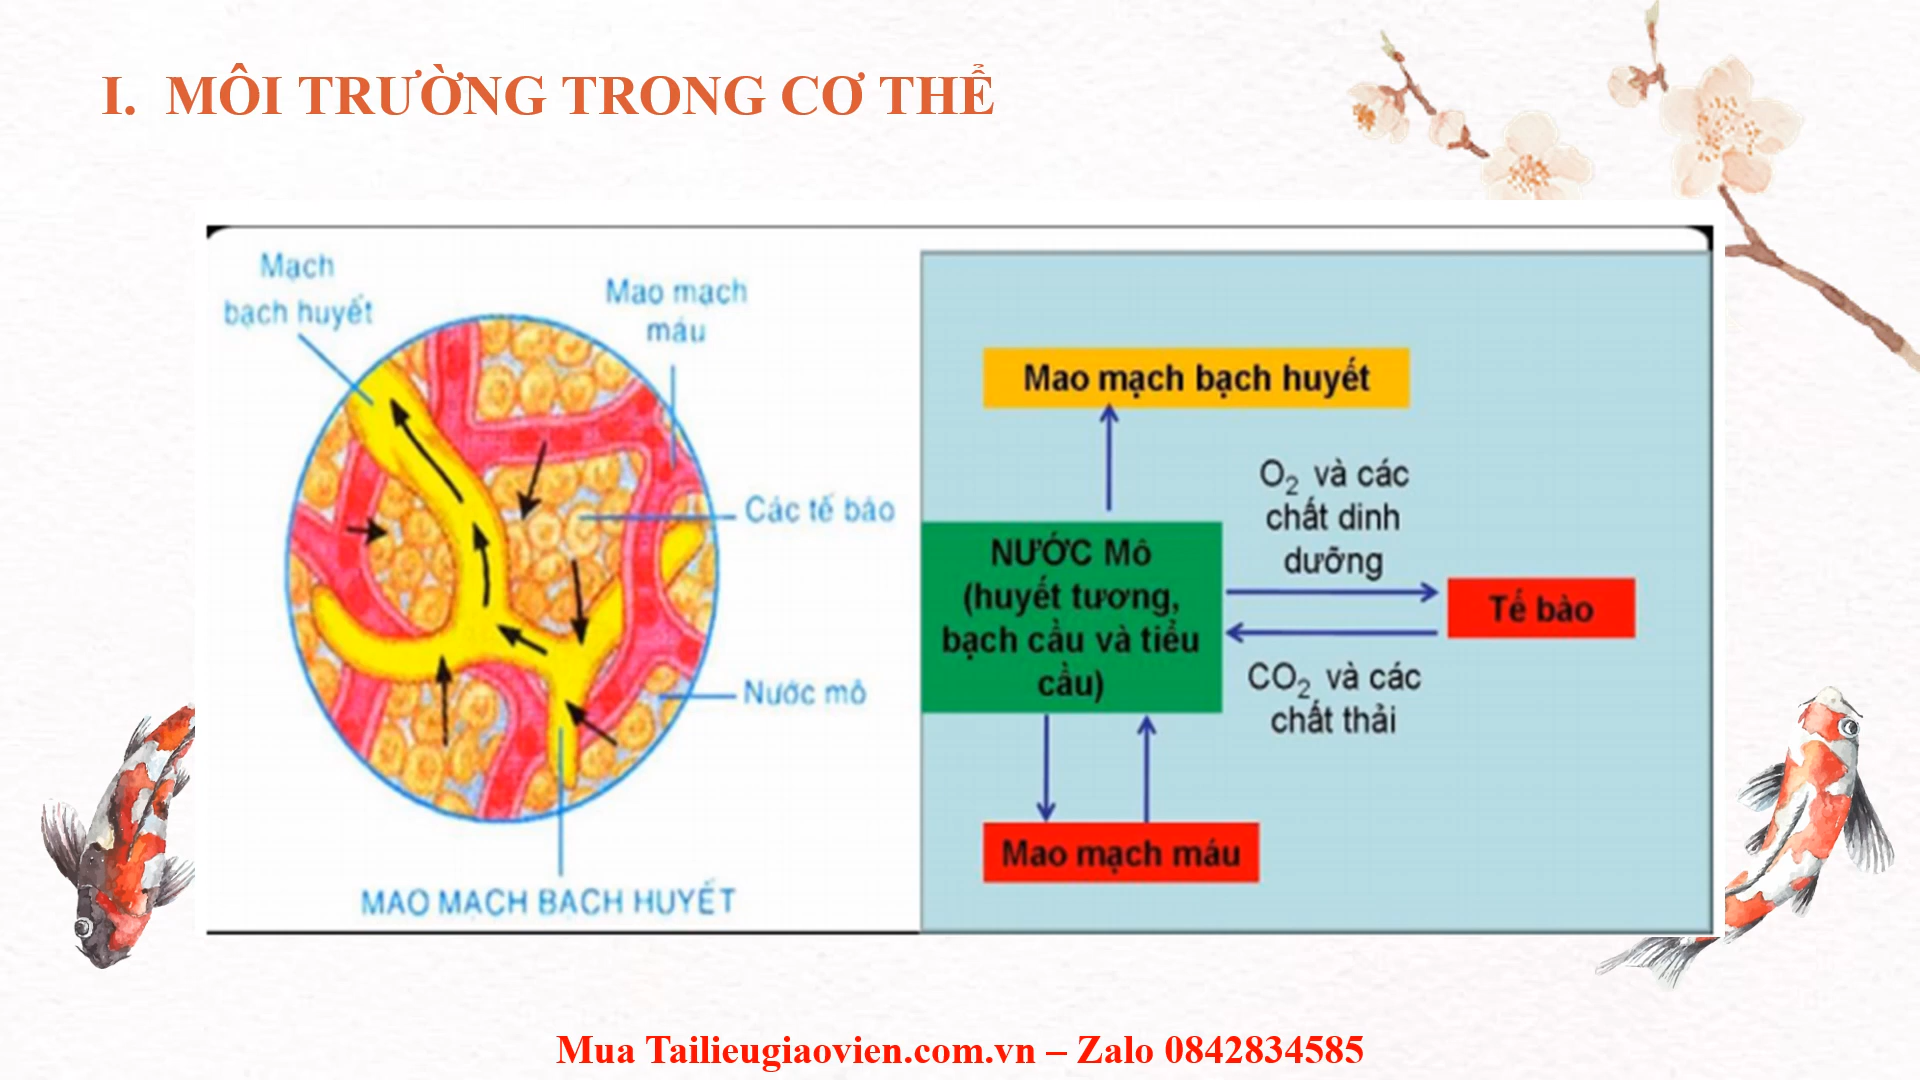 I. MÔI TRƯỜNG TRONG CƠ THỂ
Mạch
bạch huyết
Mao mạch
máu
Các tế bào
Nước mô
MAO MẠCH BẠCH HUYẾT
Mao mạch bạch huyết
O₂ và các
chất dinh
dưỡng
NƯỚC Mô
(huyết tương,
bạch cầu và tiểu
cầu)
Tế bào
CO₂ và các
chất thải
Mao mạch máu
Mua Tailieugiaovien.com.vn – Zalo 0842834585